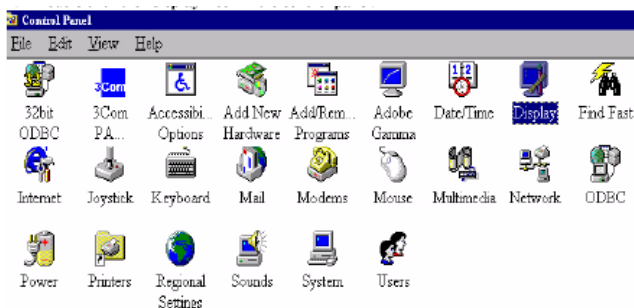 Control Panel
File Edit View Help
3Com
32bit 3Com Accessibi... Add New Add/Rem... Adobe Date/Time Display Find Fast
ODBC PA... Options Hardware Programs Gamma
Internet Joystick Keyboard Mail Modems Mouse Multimedia Network ODBC
Power Printers Regional Sounds System Users
Settings